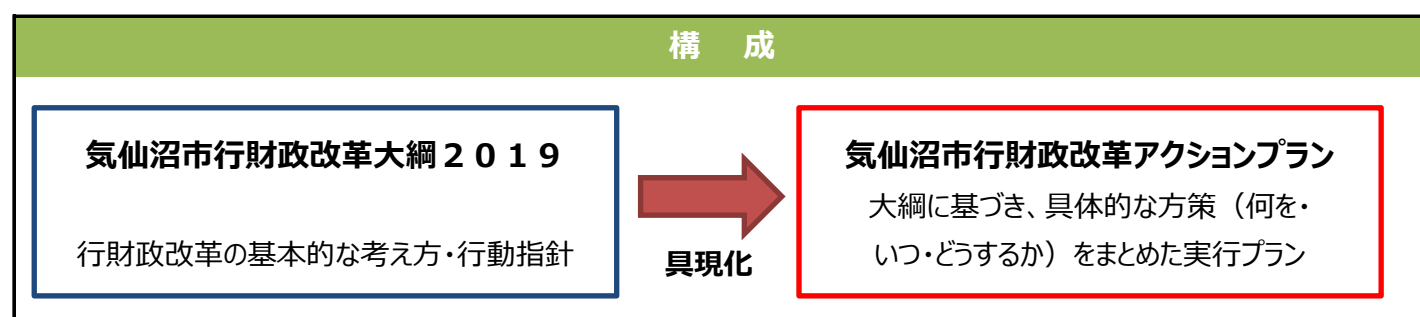 構 成
気仙沼市行財政改革大綱２０１９
行財政改革の基本的な考え方・行動指針
具現化
気仙沼市行財政改革アクションプラン
大綱に基づき、具体的な方策（何を・
いつ・どうするか）をまとめた実行プラン